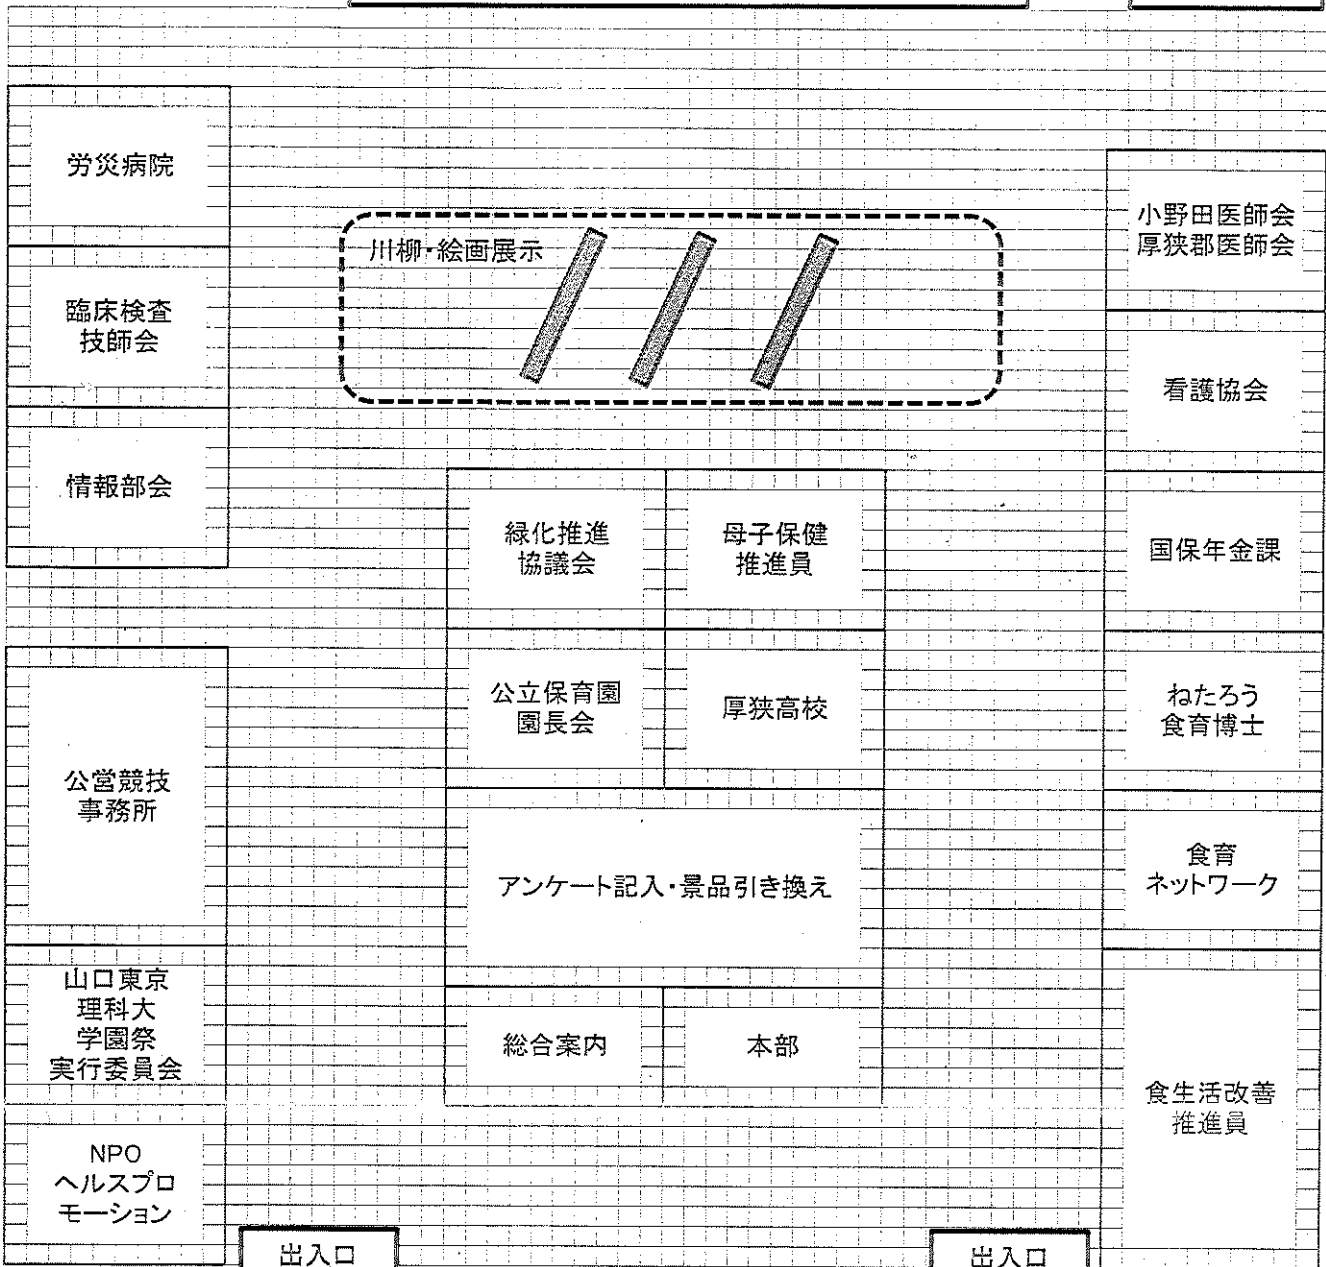 労災病院
臨床検査
技師会
情報部会
公営競技
事務所
山口東京
理科大
学園祭
実行委員会
NPO
ヘルスプロ
モーション
川柳・絵画展示
緑化推進
協議会
母子保健
推進員
公立保育園
園長会
厚狭高校
アンケート記入・景品引き換え
総合案内
本部
小野田医師会
厚狭郡医師会
看護協会
国保年金課
ねたろう
食育博士
食育
ネットワーク
食生活改善
推進員
出入口
出入口